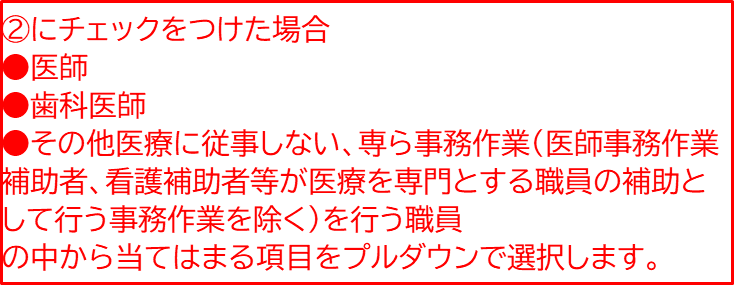 ②にチェックをつけた場合
●医師
●歯科医師
●その他医療に従事しない、専ら事務作業(医師事務作業
補助者、看護補助者等が医療を専門とする職員の補助と
して行う事務作業を除く)を行う職員
の中から当てはまる項目をプルダウンで選択します。